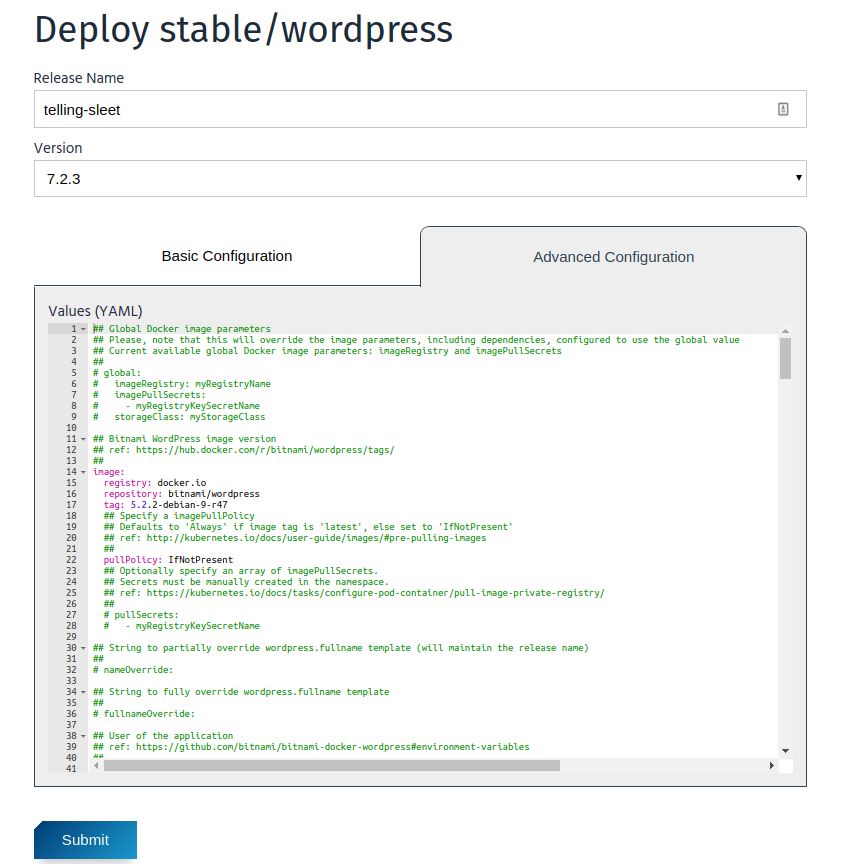 Deploy stable/wordpress
Release Name
telling-sleet
Version
7.2.3
Basic Configuration
Advanced Configuration
Values (YAML)
1 ## Global Docker image parameters
2 ## Please, note that this will override the image parameters, including dependencies, configured to use the global value
3 ## Current available global Docker image parameters: imageRegistry and imagePullSecrets
4 ##
5 # global:
6 #   imageRegistry: myRegistryName
7 #   imagePullSecrets:
8 #     - myRegistryKeySecretName
9 #   storageClass: myStorageClass
10
11 ## Bitnami WordPress image version
12 ## ref: https://hub.docker.com/r/bitnami/wordpress/tags/
13 ##
14 image:
15   registry: docker.io
16   repository: bitnami/wordpress
17   tag: 5.2.2-debian-9-r47
18   ## Specify a imagePullPolicy
19   ## Defaults to 'Always' if image tag is 'latest', else set to 'IfNotPresent'
20   ## ref: http://kubernetes.io/docs/user-guide/images/#pre-pulling-images
21   ##
22   pullPolicy: IfNotPresent
23   ## Optionally specify an array of imagePullSecrets.
24   ## Secrets must be manually created in the namespace.
25   ## ref: https://kubernetes.io/docs/tasks/configure-pod-container/pull-image-private-registry/
26   ##
27   # pullSecrets:
28   #   - myRegistryKeySecretName
29
30 ## String to partially override wordpress.fullname template (will maintain the release name)
31 ##
32 # nameOverride:
33
34 ## String to fully override wordpress.fullname template
35 ##
36 # fullnameOverride:
37
38 ## User of the application
39 ## ref: https://github.com/bitnami/bitnami-docker-wordpress#environment-variables
40 ##
41
Submit